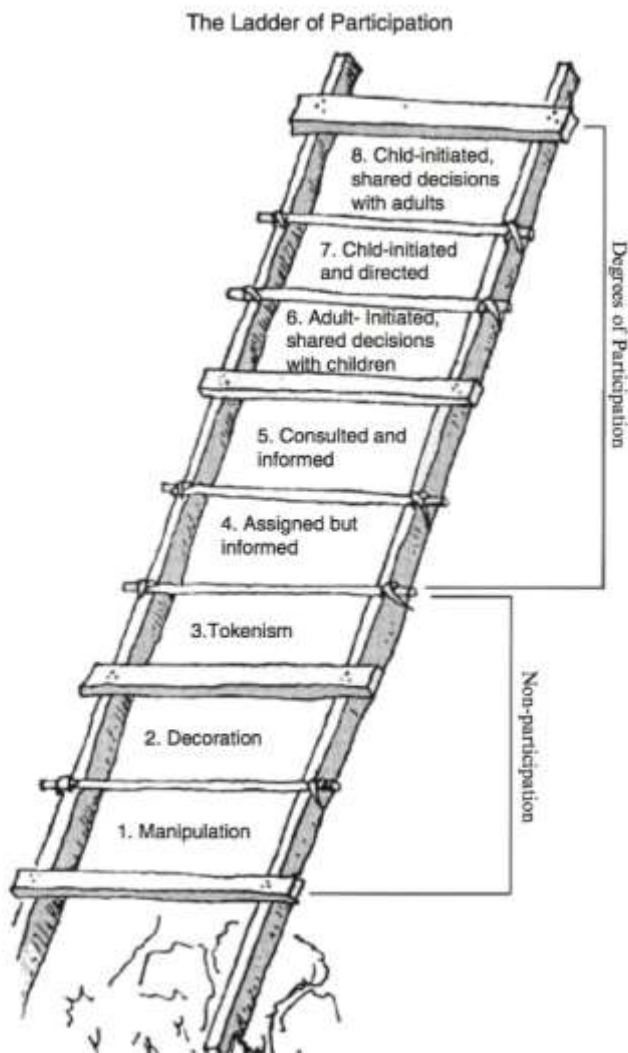 The Ladder of Participation
8. Chld-initiated,
shared decisions
with adults
7. Chld-initiated
and directed
6. Adult- Initiated,
shared decisions
with children
5. Consulted and
informed
4. Assigned but
informed
3.Tokenism
2. Decoration
1. Manipulation
Degrees of Participation
Non-participation